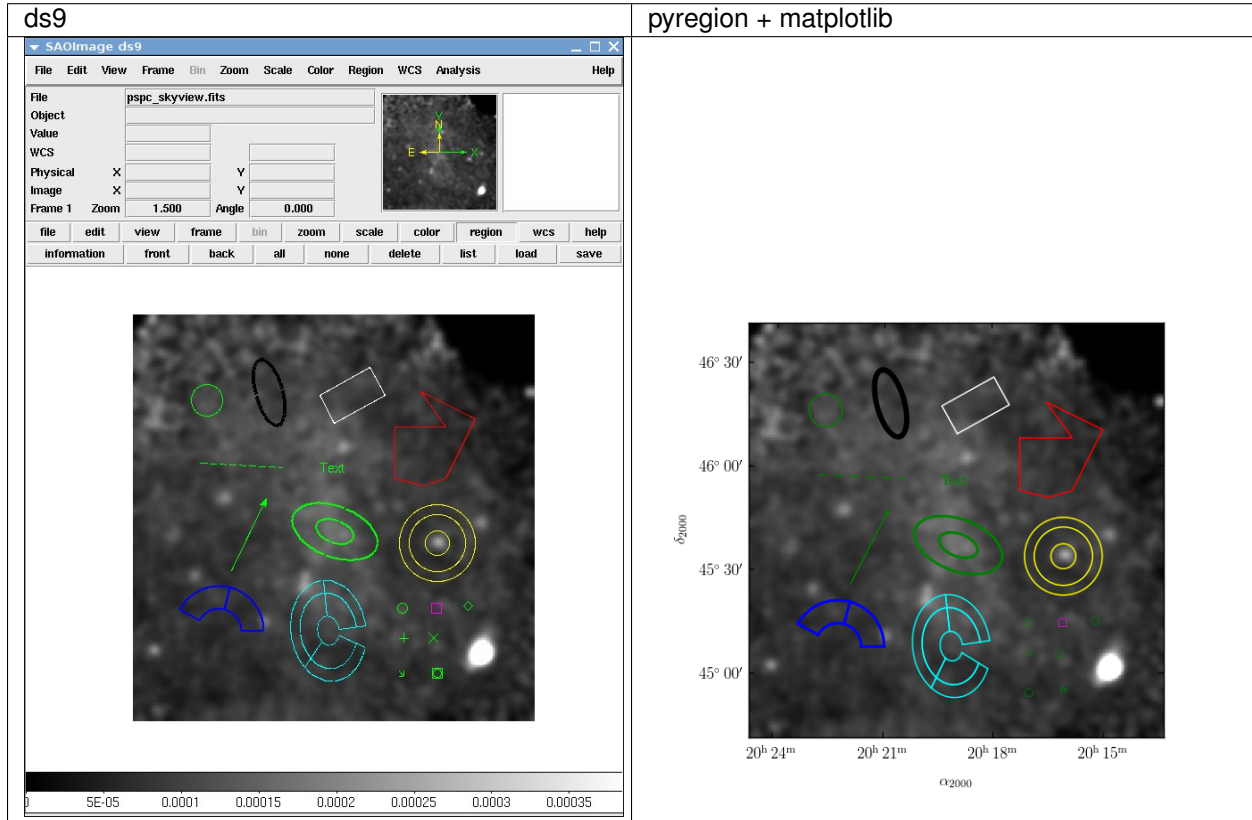 ds9
pyregion + matplotlib
SAOImage ds9
File Edit View Frame Bin Zoom Scale Color Region WCS Analysis Help
File pspc_skyview.fits
Object
Value
WCS
Physical X Y
Image X Y
Frame 1 Zoom 1.500 Angle 0.000
Y
N
E X
file edit view frame bin zoom scale color region wcs help
information front back all none delete list load save
Text
0 5E-05 0.0001 0.00015 0.0002 0.00025 0.0003 0.00035
46° 30′
46° 00′
45° 30′
45° 00′
δ2000
Text
20h 24m 20h 21m 20h 18m 20h 15m
α2000